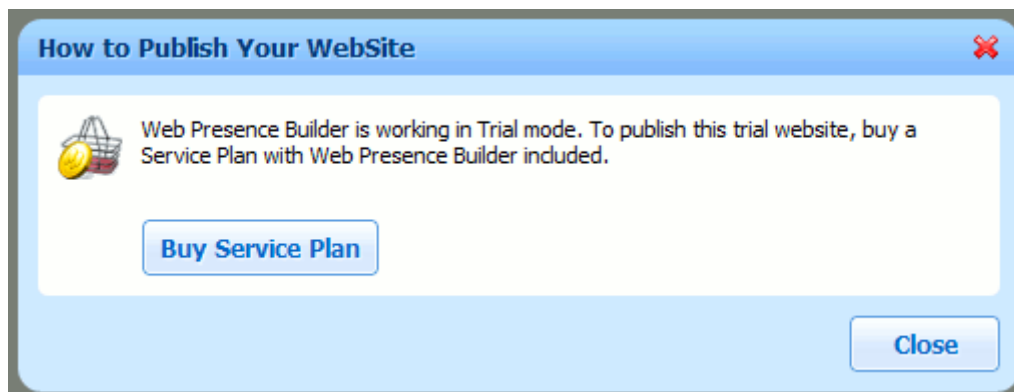 How to Publish Your WebSite
Web Presence Builder is working in Trial mode. To publish this trial website, buy a
Service Plan with Web Presence Builder included.
Buy Service Plan
Close